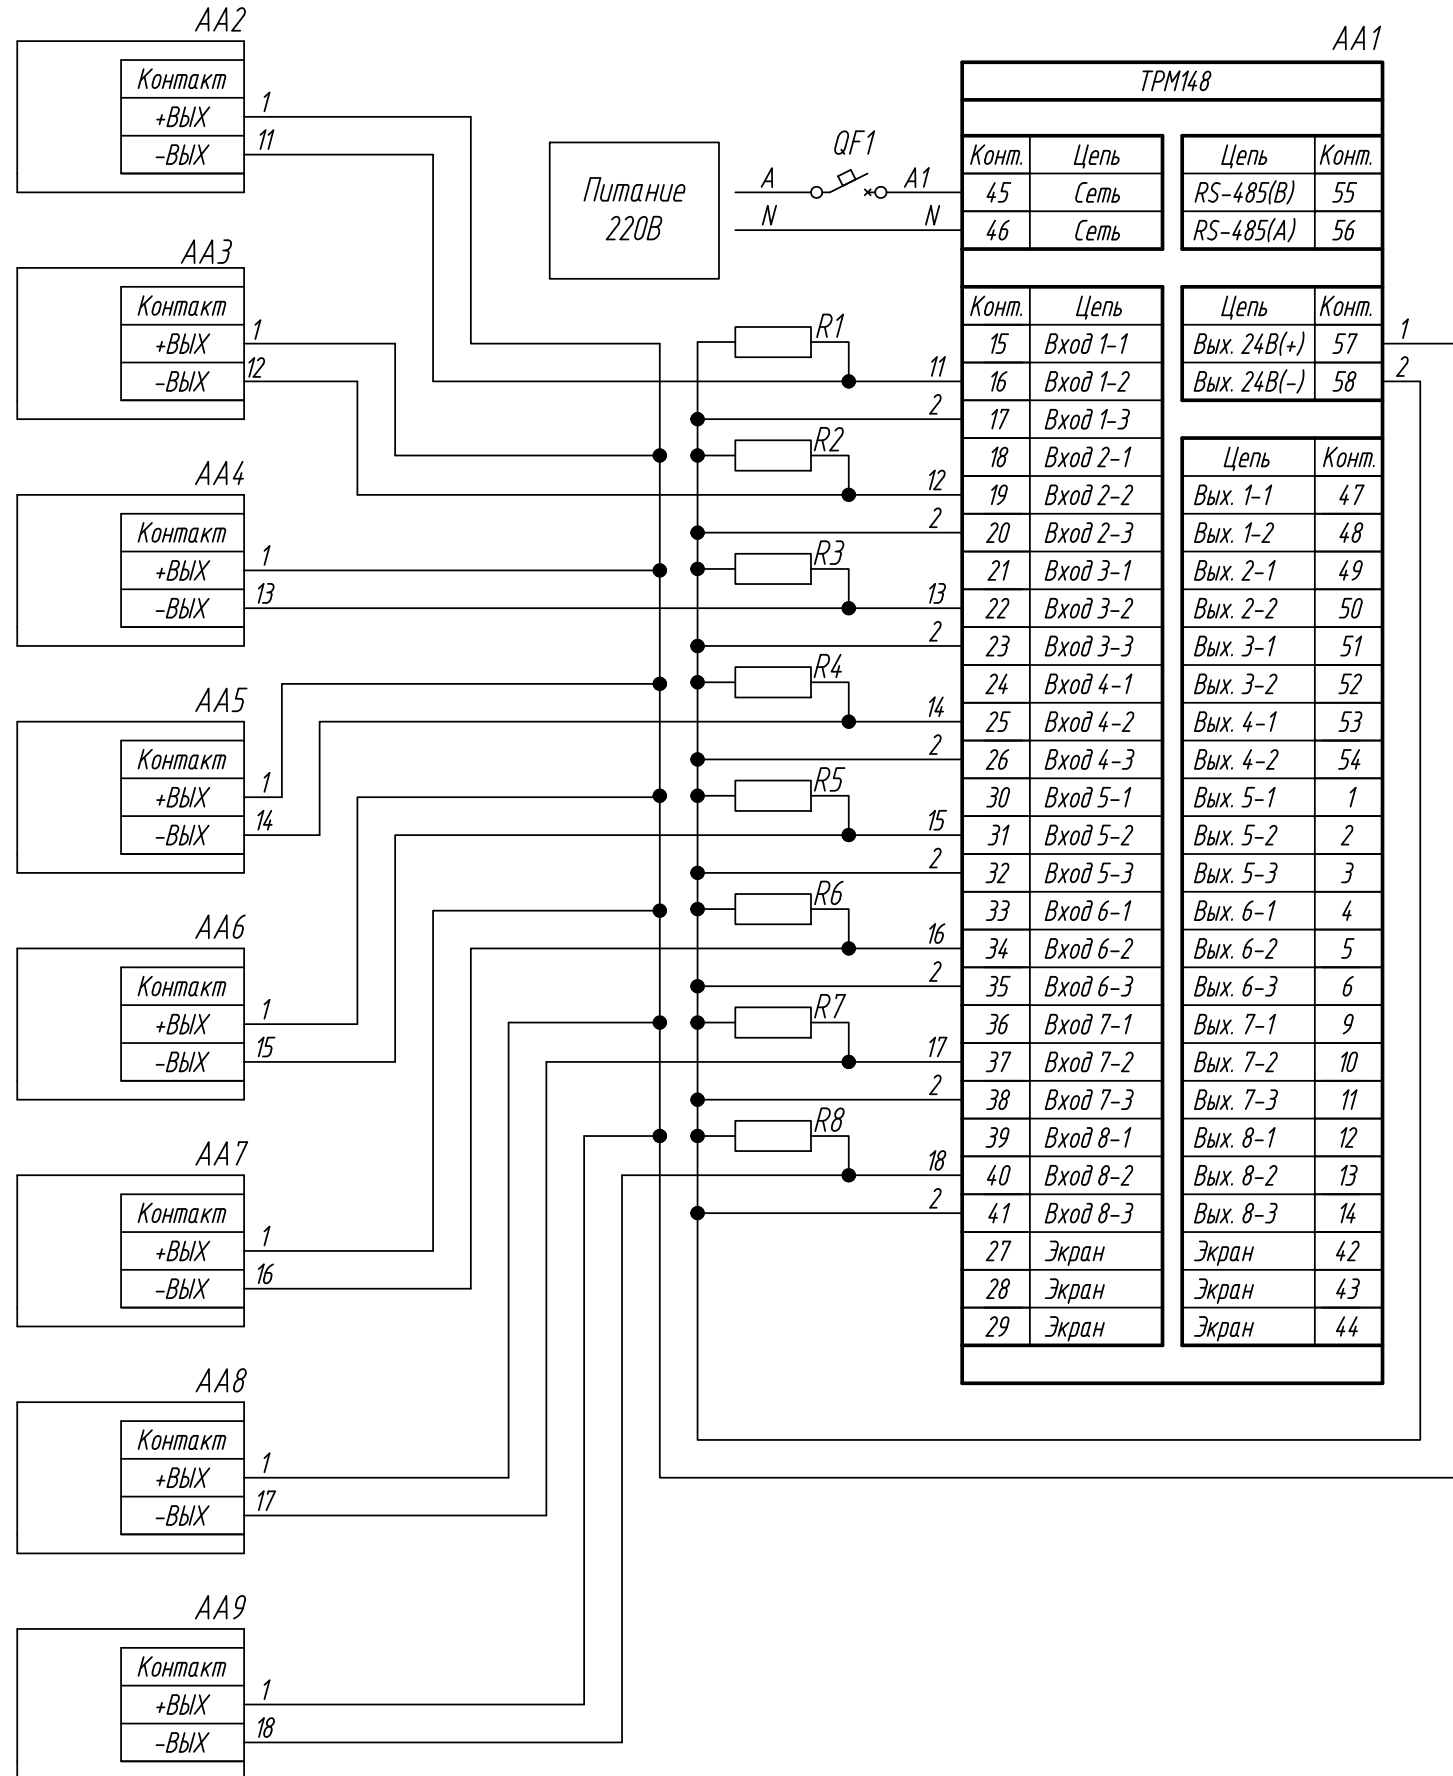 AA2
Контакт
+ВЫХ
-ВЫХ
1
11
AA3
Контакт
+ВЫХ
-ВЫХ
1
12
AA4
Контакт
+ВЫХ
-ВЫХ
1
13
AA5
Контакт
+ВЫХ
-ВЫХ
1
14
AA6
Контакт
+ВЫХ
-ВЫХ
1
15
AA7
Контакт
+ВЫХ
-ВЫХ
1
16
AA8
Контакт
+ВЫХ
-ВЫХ
1
17
AA9
Контакт
+ВЫХ
-ВЫХ
1
18
Питание
220В
QF1
A A1
N N
R1
11
2
R2
12
2
R3
13
2
R4
14
2
R5
15
2
R6
16
2
R7
17
2
R8
18
2
AA1
ТРМ148
Конт. Цепь Цепь Конт.
45 Сеть RS-485(B) 55
46 Сеть RS-485(A) 56
Конт. Цепь Цепь Конт.
15 Вход 1-1 Вых. 24В(+) 57 1
16 Вход 1-2 Вых. 24В(-) 58 2
17 Вход 1-3
18 Вход 2-1 Цепь Конт.
19 Вход 2-2 Вых. 1-1 47
20 Вход 2-3 Вых. 1-2 48
21 Вход 3-1 Вых. 2-1 49
22 Вход 3-2 Вых. 2-2 50
23 Вход 3-3 Вых. 3-1 51
24 Вход 4-1 Вых. 3-2 52
25 Вход 4-2 Вых. 4-1 53
26 Вход 4-3 Вых. 4-2 54
30 Вход 5-1 Вых. 5-1 1
31 Вход 5-2 Вых. 5-2 2
32 Вход 5-3 Вых. 5-3 3
33 Вход 6-1 Вых. 6-1 4
34 Вход 6-2 Вых. 6-2 5
35 Вход 6-3 Вых. 6-3 6
36 Вход 7-1 Вых. 7-1 9
37 Вход 7-2 Вых. 7-2 10
38 Вход 7-3 Вых. 7-3 11
39 Вход 8-1 Вых. 8-1 12
40 Вход 8-2 Вых. 8-2 13
41 Вход 8-3 Вых. 8-3 14
27 Экран Экран 42
28 Экран Экран 43
29 Экран Экран 44